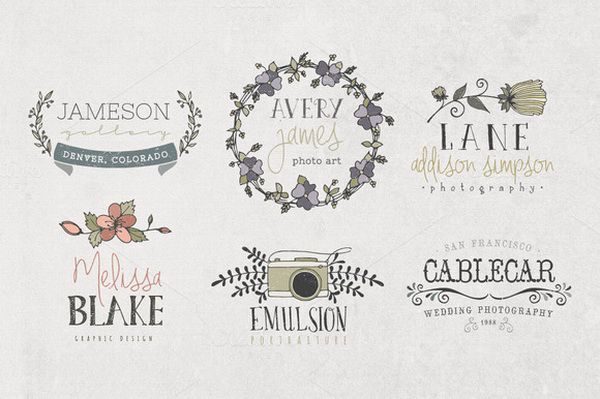 JAMESON
gallery
DENVER, COLORADO
AVERY
james
photo art
LANE
addison simpson
• photography •
Melissa
BLAKE
GRAPHIC DESIGN
EMULSION
PORTRAITURE
· SAN FRANCISCO ·
CABLECAR
WEDDING PHOTOGRAPHY
1988